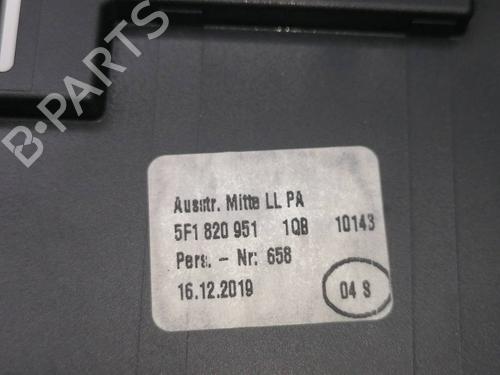 B-PARTS
Ausstr. Mitte LL PA
5F1 820 951 1QB 10143
Pers. - Nr: 658
16.12.2019 04 S